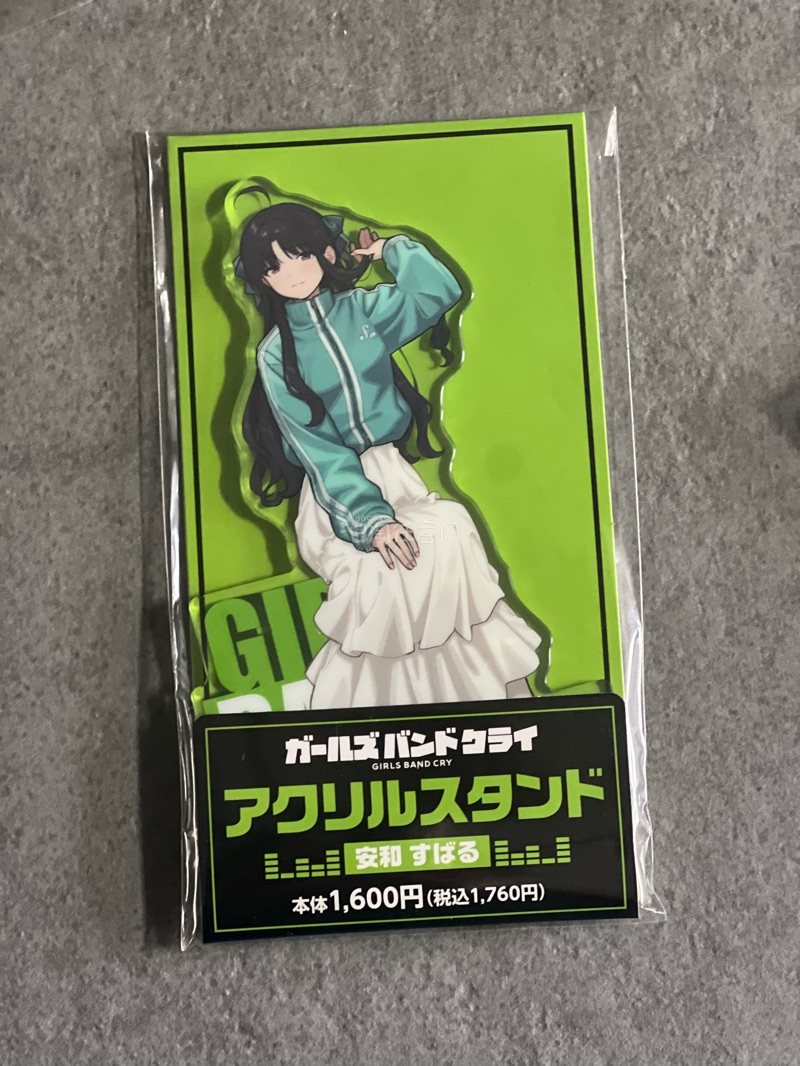 GI
ガールズバンドクライ
GIRLS BAND CRY
アクリルスタンド
安和 すばる
本体1,600円(税込1,760円)